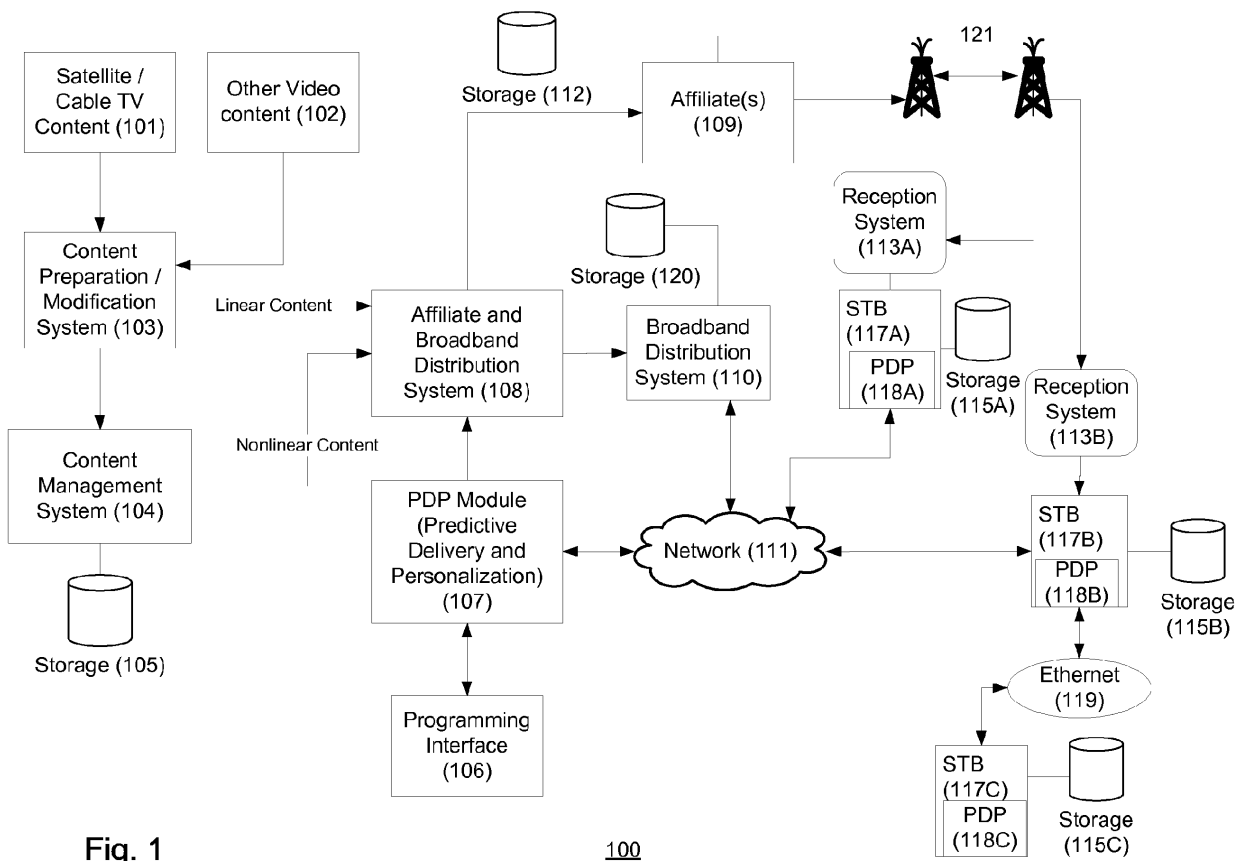 Satellite /
Cable TV
Content (101)
Other Video
content (102)
Storage (112)
Affiliate(s)
(109)
121
Content
Preparation /
Modification
System (103)
Linear Content
Affiliate and
Broadband
Distribution
System (108)
Storage (120)
Broadband
Distribution
System (110)
Reception
System
(113A)
STB
(117A)
PDP
(118A)
Storage
(115A)
Reception
System
(113B)
Nonlinear Content
Content
Management
System (104)
Storage (105)
PDP Module
(Predictive
Delivery and
Personalization)
(107)
Network (111)
STB
(117B)
PDP
(118B)
Storage
(115B)
Programming
Interface
(106)
Ethernet
(119)
STB
(117C)
PDP
(118C)
Storage
(115C)
Fig. 1
100